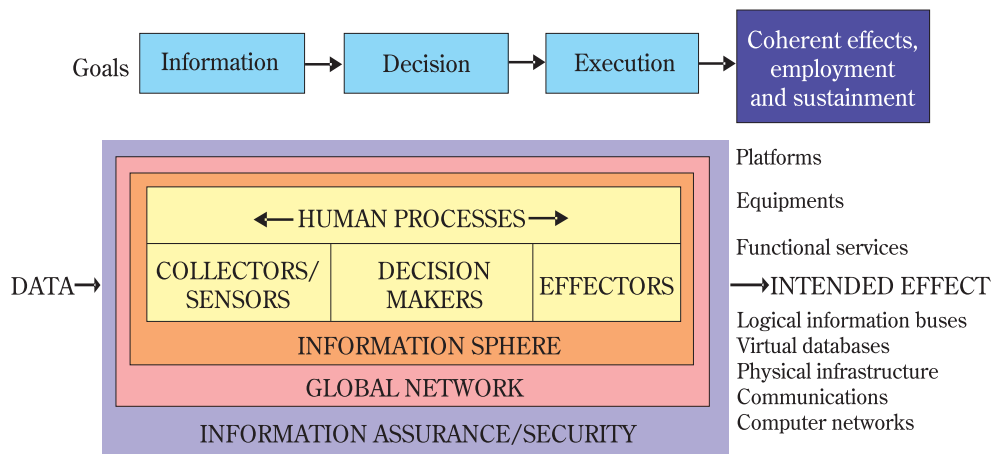 Goals
Information
Decision
Execution
Coherent effects,
employment
and sustainment
Platforms
Equipments
Functional services
HUMAN PROCESSES
COLLECTORS/
SENSORS
DECISION
MAKERS
EFFECTORS
DATA
INTENDED EFFECT
INFORMATION SPHERE
GLOBAL NETWORK
INFORMATION ASSURANCE/SECURITY
Logical information buses
Virtual databases
Physical infrastructure
Communications
Computer networks